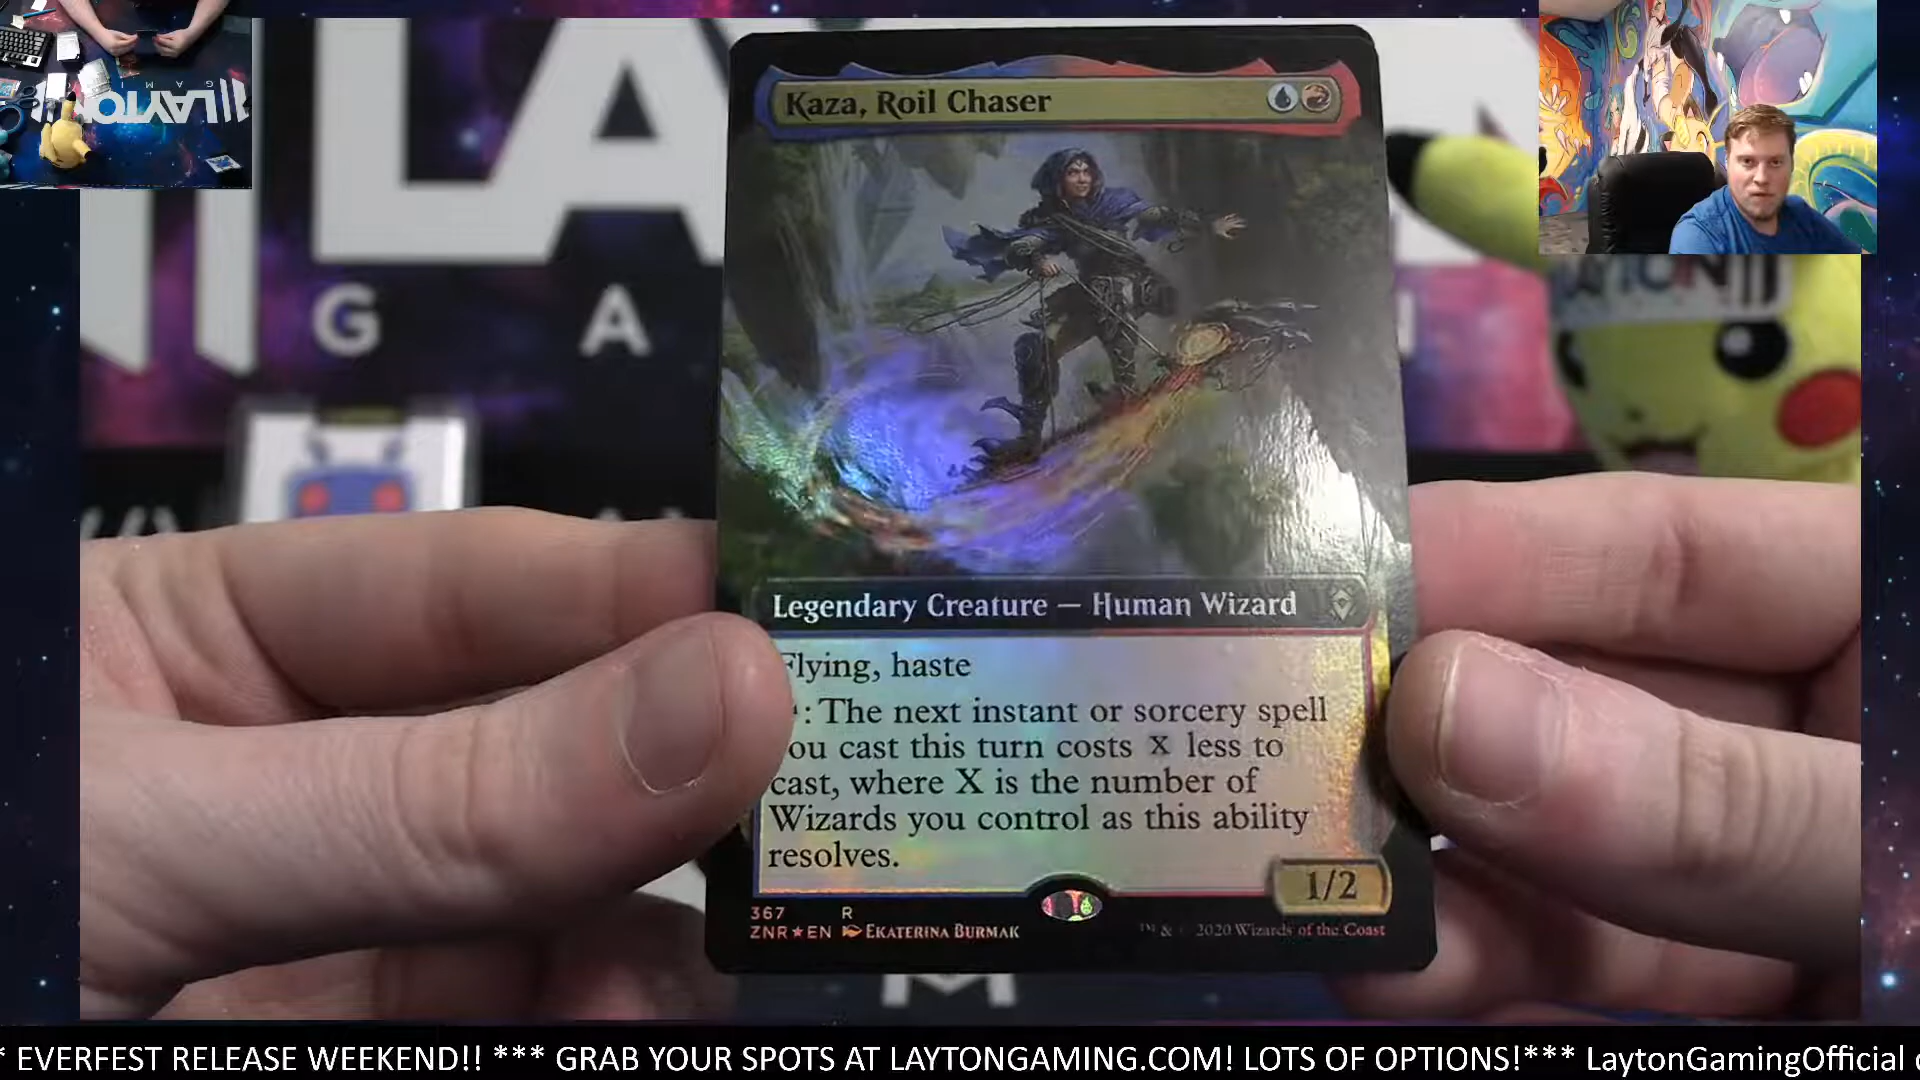 Kaza, Roil Chaser
LA
G A
Legendary Creature — Human Wizard
Flying, haste
: The next instant or sorcery spell
ou cast this turn costs X less to
cast, where X is the number of
Wizards you control as this ability
resolves.
1/2
367 R
ZNR★EN EKATERINA BURMAK
™ & © 2020 Wizards of the Coast
M
LAYTON
* EVERFEST RELEASE WEEKEND!! *** GRAB YOUR SPOTS AT LAYTONGAMING.COM! LOTS OF OPTIONS!*** LaytonGamingOfficial